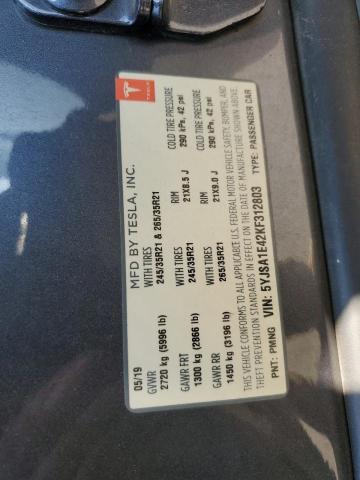 TESLA
MFD BY TESLA, INC.
05/19
GVWR
2720 kg (5996 lb)
WITH TIRES
245/35R21 & 265/35R21
COLD TIRE PRESSURE
290 kPa, 42 psi
GAWR FRT
1300 kg (2866 lb)
WITH TIRES
245/35R21
RIM
21X8.5 J
COLD TIRE PRESSURE
290 kPa, 42 psi
GAWR RR
1450 kg (3196 lb)
WITH TIRES
265/35R21
RIM
21X9.0 J
THIS VEHICLE CONFORMS TO ALL APPLICABLE U.S. FEDERAL MOTOR VEHICLE SAFETY, BUMPER, AND
THEFT PREVENTION STANDARDS IN EFFECT ON THE DATE OF MANUFACTURE SHOWN ABOVE.
VIN: 5YJSA1E42KF312803 TYPE: PASSENGER CAR
PNT: PMNG